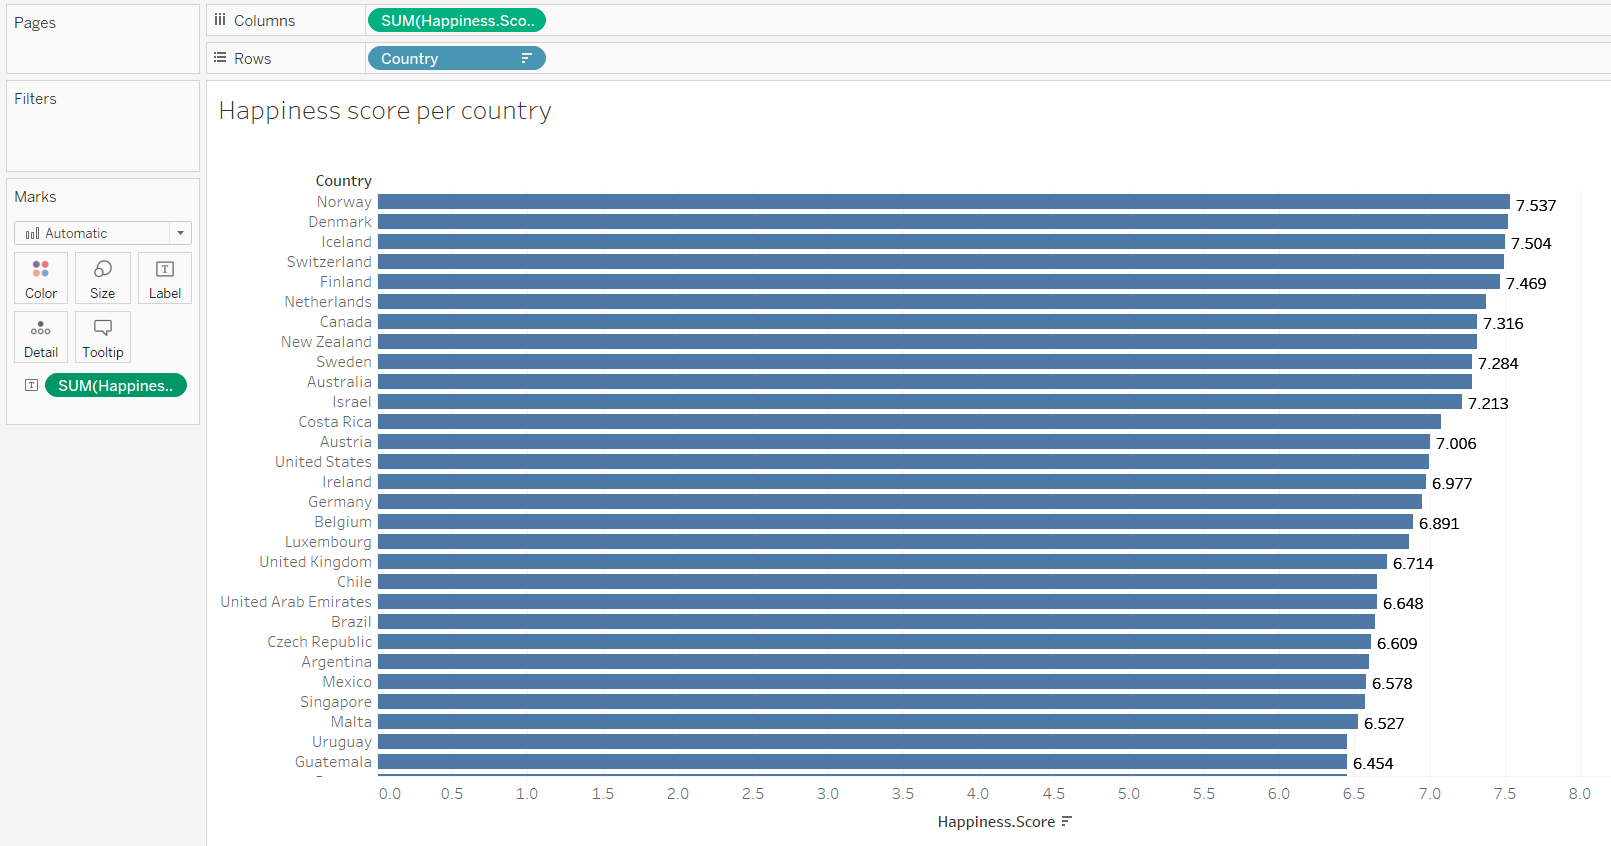 Pages
Columns SUM(Happiness.Sco..
Rows Country
Filters
Happiness score per country
Marks
Automatic
Color Size Label
Detail Tooltip
T SUM(Happines..
Country
Norway 7.537
Denmark
Iceland 7.504
Switzerland
Finland 7.469
Netherlands
Canada 7.316
New Zealand
Sweden 7.284
Australia
Israel 7.213
Costa Rica
Austria 7.006
United States
Ireland 6.977
Germany
Belgium 6.891
Luxembourg
United Kingdom 6.714
Chile
United Arab Emirates 6.648
Brazil
Czech Republic 6.609
Argentina
Mexico 6.578
Singapore
Malta 6.527
Uruguay
Guatemala 6.454
0.0 0.5 1.0 1.5 2.0 2.5 3.0 3.5 4.0 4.5 5.0 5.5 6.0 6.5 7.0 7.5 8.0
Happiness.Score